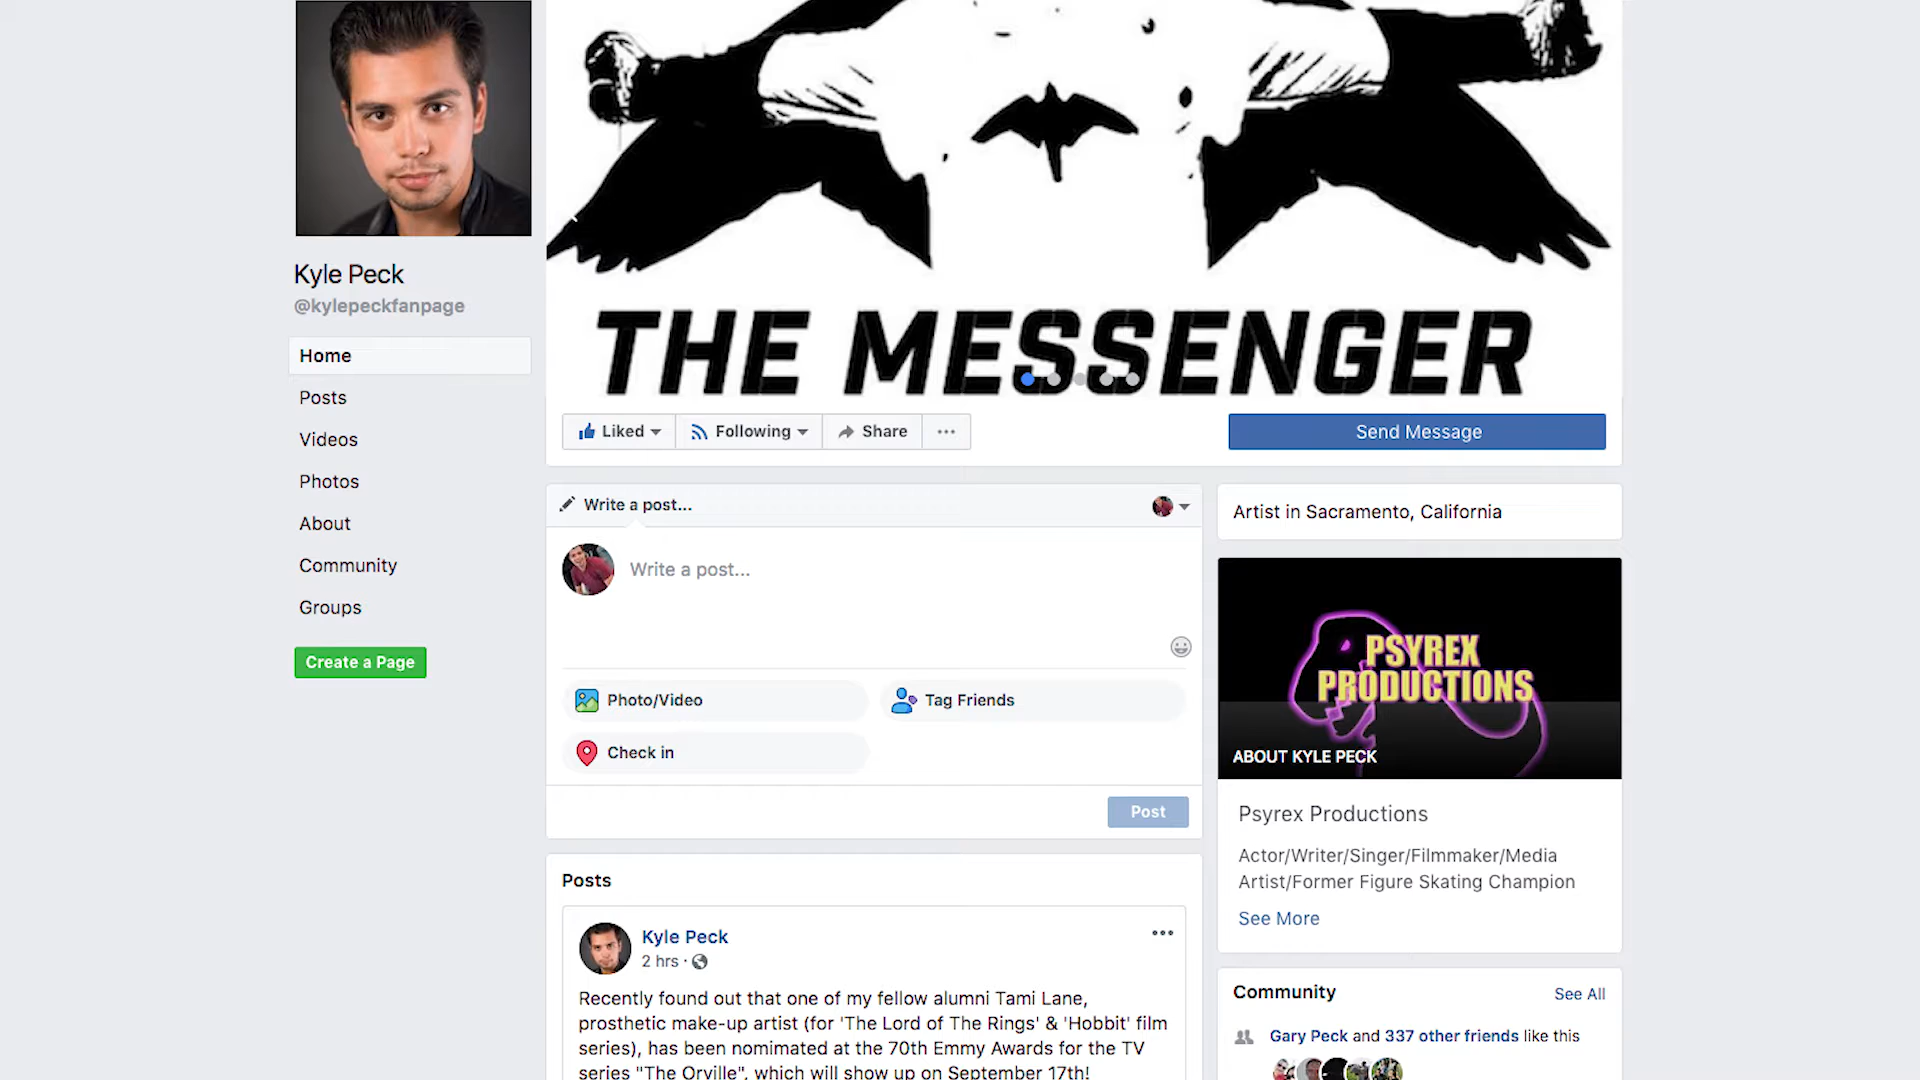 THE MESSENGER
Kyle Peck
@kylepeckfanpage
Home
Posts
Videos
Photos
About
Community
Groups
Create a Page
Liked
Following
Share
Send Message
Write a post...
Write a post...
Photo/Video
Tag Friends
Check in
Post
Posts
Kyle Peck
2 hrs ·
Recently found out that one of my fellow alumni Tami Lane,
prosthetic make-up artist (for 'The Lord of The Rings' & 'Hobbit' film
series), has been nomimated at the 70th Emmy Awards for the TV
series "The Orville", which will show up on September 17th!
Artist in Sacramento, California
PSYREX
PRODUCTIONS
ABOUT KYLE PECK
Psyrex Productions
Actor/Writer/Singer/Filmmaker/Media
Artist/Former Figure Skating Champion
See More
Community
See All
Gary Peck and 337 other friends like this